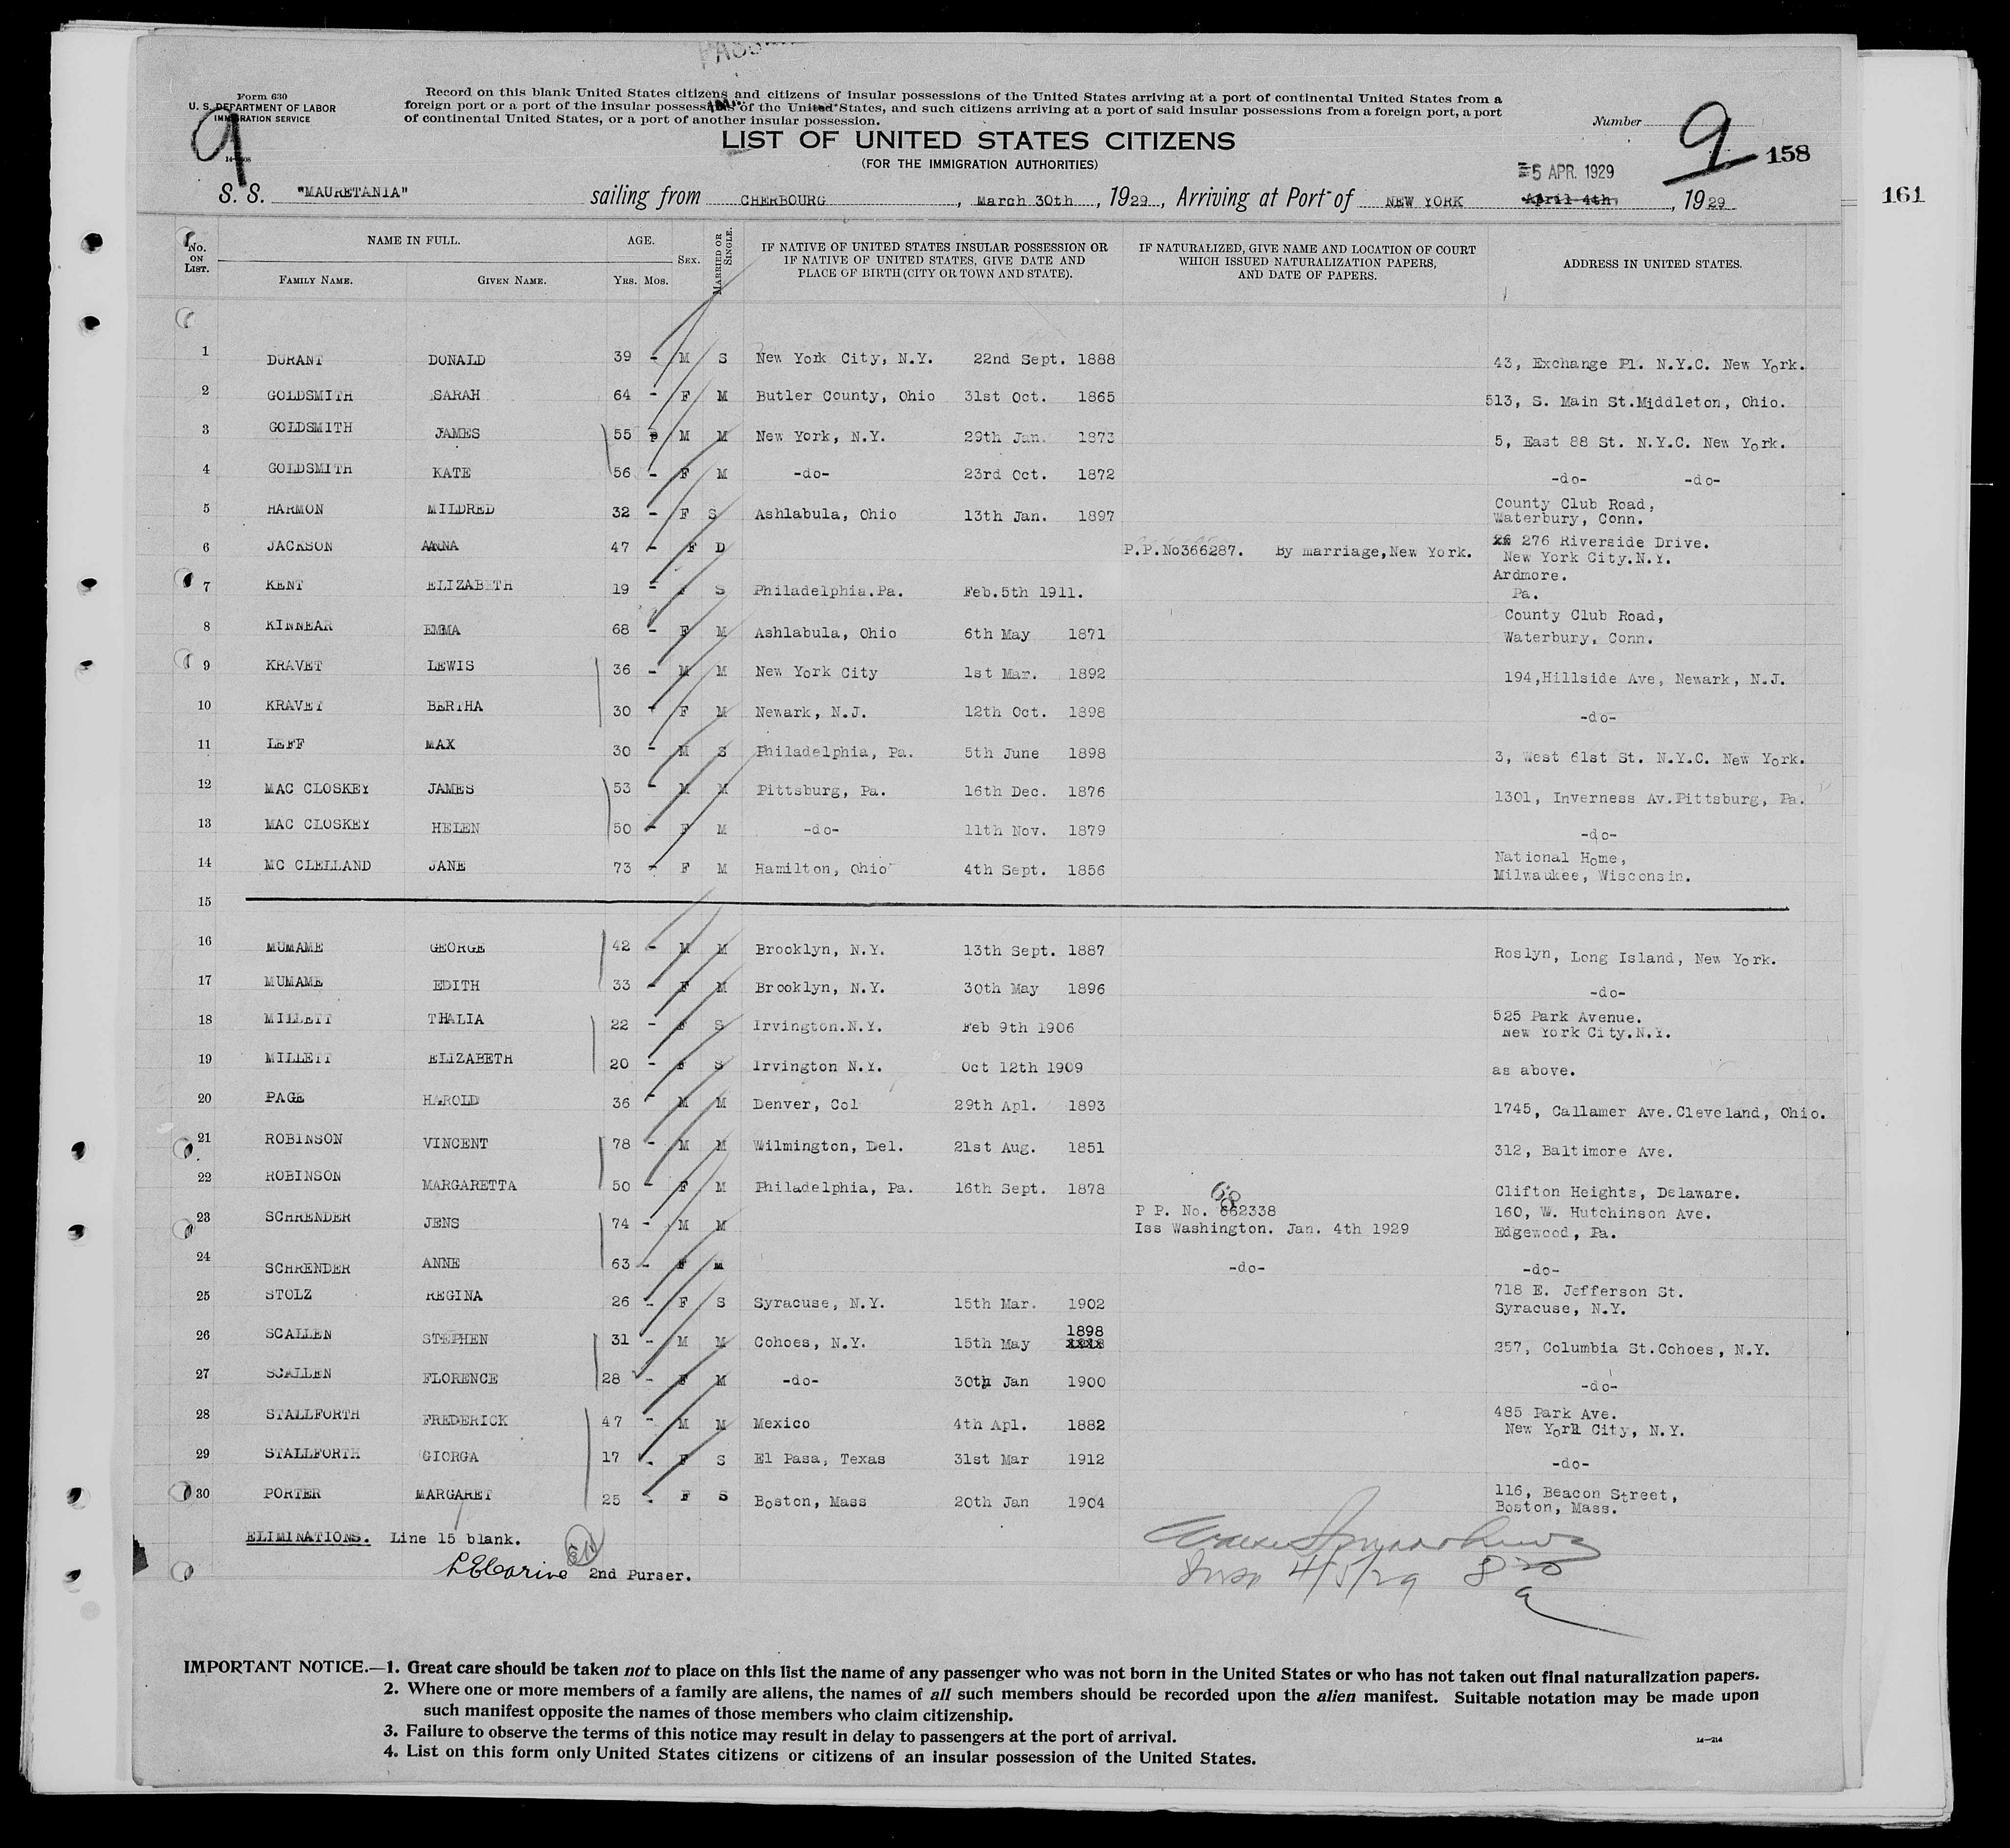 Form 630
U. S. DEPARTMENT OF LABOR
IMMIGRATION SERVICE
Record on this blank United States citizens and citizens of insular possessions of the United States arriving at a port of continental United States from a
foreign port or a port of the insular possessions of the United States, and such citizens arriving at a port of said insular possessions from a foreign port, a port
of continental United States, or a port of another insular possession.
9
LIST OF UNITED STATES CITIZENS
(FOR THE IMMIGRATION AUTHORITIES)
Number 9
158
161
5 APR. 1929
S. S. "MAURETANIA" sailing from CHERBOURG, March 30th, 1929, Arriving at Port of NEW YORK April 4th, 1929
No. ON LIST. NAME IN FULL. FAMILY NAME. GIVEN NAME. AGE. YRS. MOS. SEX. MARRIED OR SINGLE. IF NATIVE OF UNITED STATES INSULAR POSSESSION OR IF NATIVE OF UNITED STATES, GIVE DATE AND PLACE OF BIRTH (CITY OR TOWN AND STATE). IF NATURALIZED, GIVE NAME AND LOCATION OF COURT WHICH ISSUED NATURALIZATION PAPERS, AND DATE OF PAPERS. ADDRESS IN UNITED STATES.
1 DURANT DONALD 39 - M S New York City, N.Y. 22nd Sept. 1888 43, Exchange Pl. N.Y.C. New York.
2 GOLDSMITH SARAH 64 - F M Butler County, Ohio 31st Oct. 1865 513, S. Main St.Middleton, Ohio.
3 GOLDSMITH JAMES 55 M M New York, N.Y. 29th Jan. 1873 5, East 88 St. N.Y.C. New York.
4 GOLDSMITH KATE 56 - F M -do- 23rd Oct. 1872 -do- -do-
5 HARMON MILDRED 32 - F S Ashlabula, Ohio 13th Jan. 1897 County Club Road,
Waterbury, Conn.
6 JACKSON ANNA 47 - F D P.P.No366287. By marriage,New York. 276 Riverside Drive.
New York City.N.Y.
7 KENT ELIZABETH 19 - F S Philadelphia.Pa. Feb.5th 1911. Ardmore.
Pa.
8 KINNEAR EMMA 68 - F M Ashlabula, Ohio 6th May 1871 County Club Road,
Waterbury, Conn.
9 KRAVET LEWIS 36 - M M New York City 1st Mar. 1892 194,Hillside Ave, Newark, N.J.
10 KRAVET BERTHA 30 - F M Newark, N.J. 12th Oct. 1898 -do-
11 LEFF MAX 30 - M S Philadelphia, Pa. 5th June 1898 3, West 61st St. N.Y.C. New York.
12 MAC CLOSKEY JAMES 53 - M M Pittsburg, Pa. 16th Dec. 1876 1301, Inverness Av.Pittsburg, Pa.
13 MAC CLOSKEY HELEN 50 - F M -do- 11th Nov. 1879 -do-
14 MC CLELLAND JANE 73 - F M Hamilton, Ohio 4th Sept. 1856 National Home,
Milwaukee, Wisconsin.
15
16 MUMAME GEORGE 42 - M M Brooklyn, N.Y. 13th Sept. 1887 Roslyn, Long Island, New York.
17 MUMAME EDITH 33 - F M Brooklyn, N.Y. 30th May 1896 -do-
18 MILLETT THALIA 22 - F S Irvington.N.Y. Feb 9th 1906 525 Park Avenue.
New York City.N.Y.
19 MILLETT ELIZABETH 20 - F S Irvington N.Y. Oct 12th 1909 as above.
20 PAGE HAROLD 36 - M M Denver, Col 29th Apl. 1893 1745, Callamer Ave.Cleveland, Ohio.
21 ROBINSON VINCENT 78 - M M Wilmington, Del. 21st Aug. 1851 312, Baltimore Ave.
22 ROBINSON MARGARETTA 50 - F M Philadelphia, Pa. 16th Sept. 1878 Clifton Heights, Delaware.
68
23 SCHRENDER JENS 74 - M M P P. No. 662338
Iss Washington. Jan. 4th 1929 160, W. Hutchinson Ave.
Edgewood, Pa.
24 SCHRENDER ANNE 63 - F M -do- -do-
25 STOLZ REGINA 26 - F S Syracuse, N.Y. 15th Mar. 1902 718 E. Jefferson St.
Syracuse, N.Y.
26 SCALLEN STEPHEN 31 - M M Cohoes, N.Y. 15th May 1898 257, Columbia St.Cohoes, N.Y.
27 SCALLEN FLORENCE 28 - F M -do- 30th Jan 1900 -do-
28 STALLFORTH FREDERICK 47 - M M Mexico 4th Apl. 1882 485 Park Ave.
New York City, N.Y.
29 STALLFORTH GIORGA 17 - F S El Pasa, Texas 31st Mar 1912 -do-
30 PORTER MARGARET 25 - F S Boston, Mass 20th Jan 1904 116, Beacon Street,
Boston, Mass.
ELIMINATIONS. Line 15 blank.
2nd Purser.
4/5/29
IMPORTANT NOTICE.—1. Great care should be taken not to place on this list the name of any passenger who was not born in the United States or who has not taken out final naturalization papers.
2. Where one or more members of a family are aliens, the names of all such members should be recorded upon the alien manifest. Suitable notation may be made upon
such manifest opposite the names of those members who claim citizenship.
3. Failure to observe the terms of this notice may result in delay to passengers at the port of arrival.
4. List on this form only United States citizens or citizens of an insular possession of the United States.
14—214